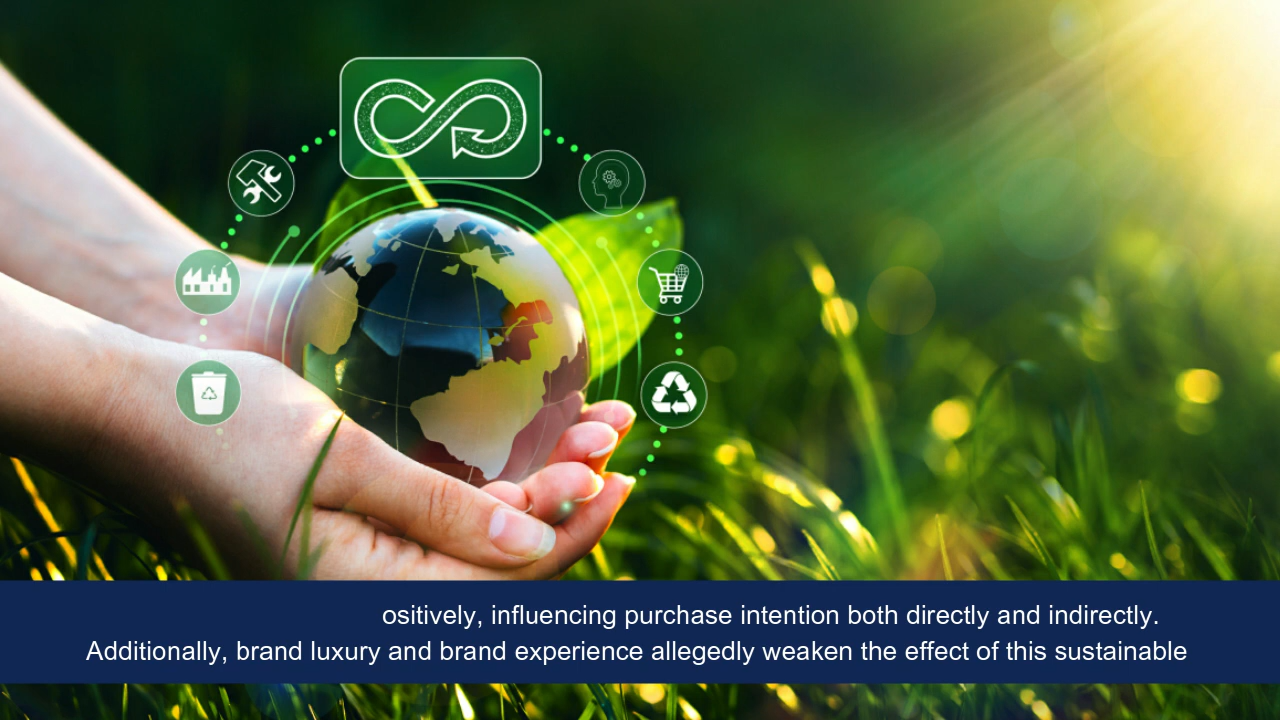 ositively, influencing purchase intention both directly and indirectly.
Additionally, brand luxury and brand experience allegedly weaken the effect of this sustainable